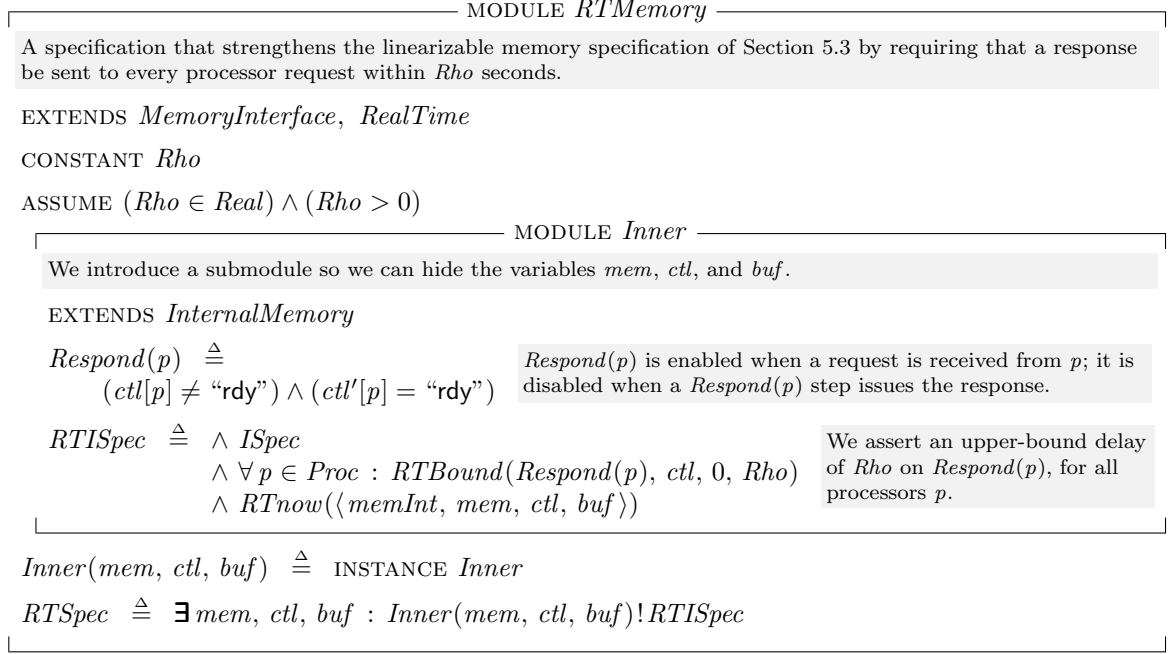 MODULE RTMemory
A specification that strengthens the linearizable memory specification of Section 5.3 by requiring that a response
be sent to every processor request within Rho seconds.
EXTENDS MemoryInterface, RealTime
CONSTANT Rho
ASSUME (Rho ∈ Real) ∧ (Rho > 0)
MODULE Inner
We introduce a submodule so we can hide the variables mem, ctl, and buf.
EXTENDS InternalMemory
Respond(p) ≜
(ctl[p] ≠ “rdy”) ∧ (ctl′[p] = “rdy”)
Respond(p) is enabled when a request is received from p; it is
disabled when a Respond(p) step issues the response.
RTISpec ≜ ∧ ISpec
∧ ∀ p ∈ Proc : RTBound(Respond(p), ctl, 0, Rho)
∧ RTnow(⟨memInt, mem, ctl, buf⟩)
We assert an upper-bound delay
of Rho on Respond(p), for all
processors p.
Inner(mem, ctl, buf) ≜ INSTANCE Inner
RTSpec ≜ ∃ mem, ctl, buf : Inner(mem, ctl, buf)!RTISpec